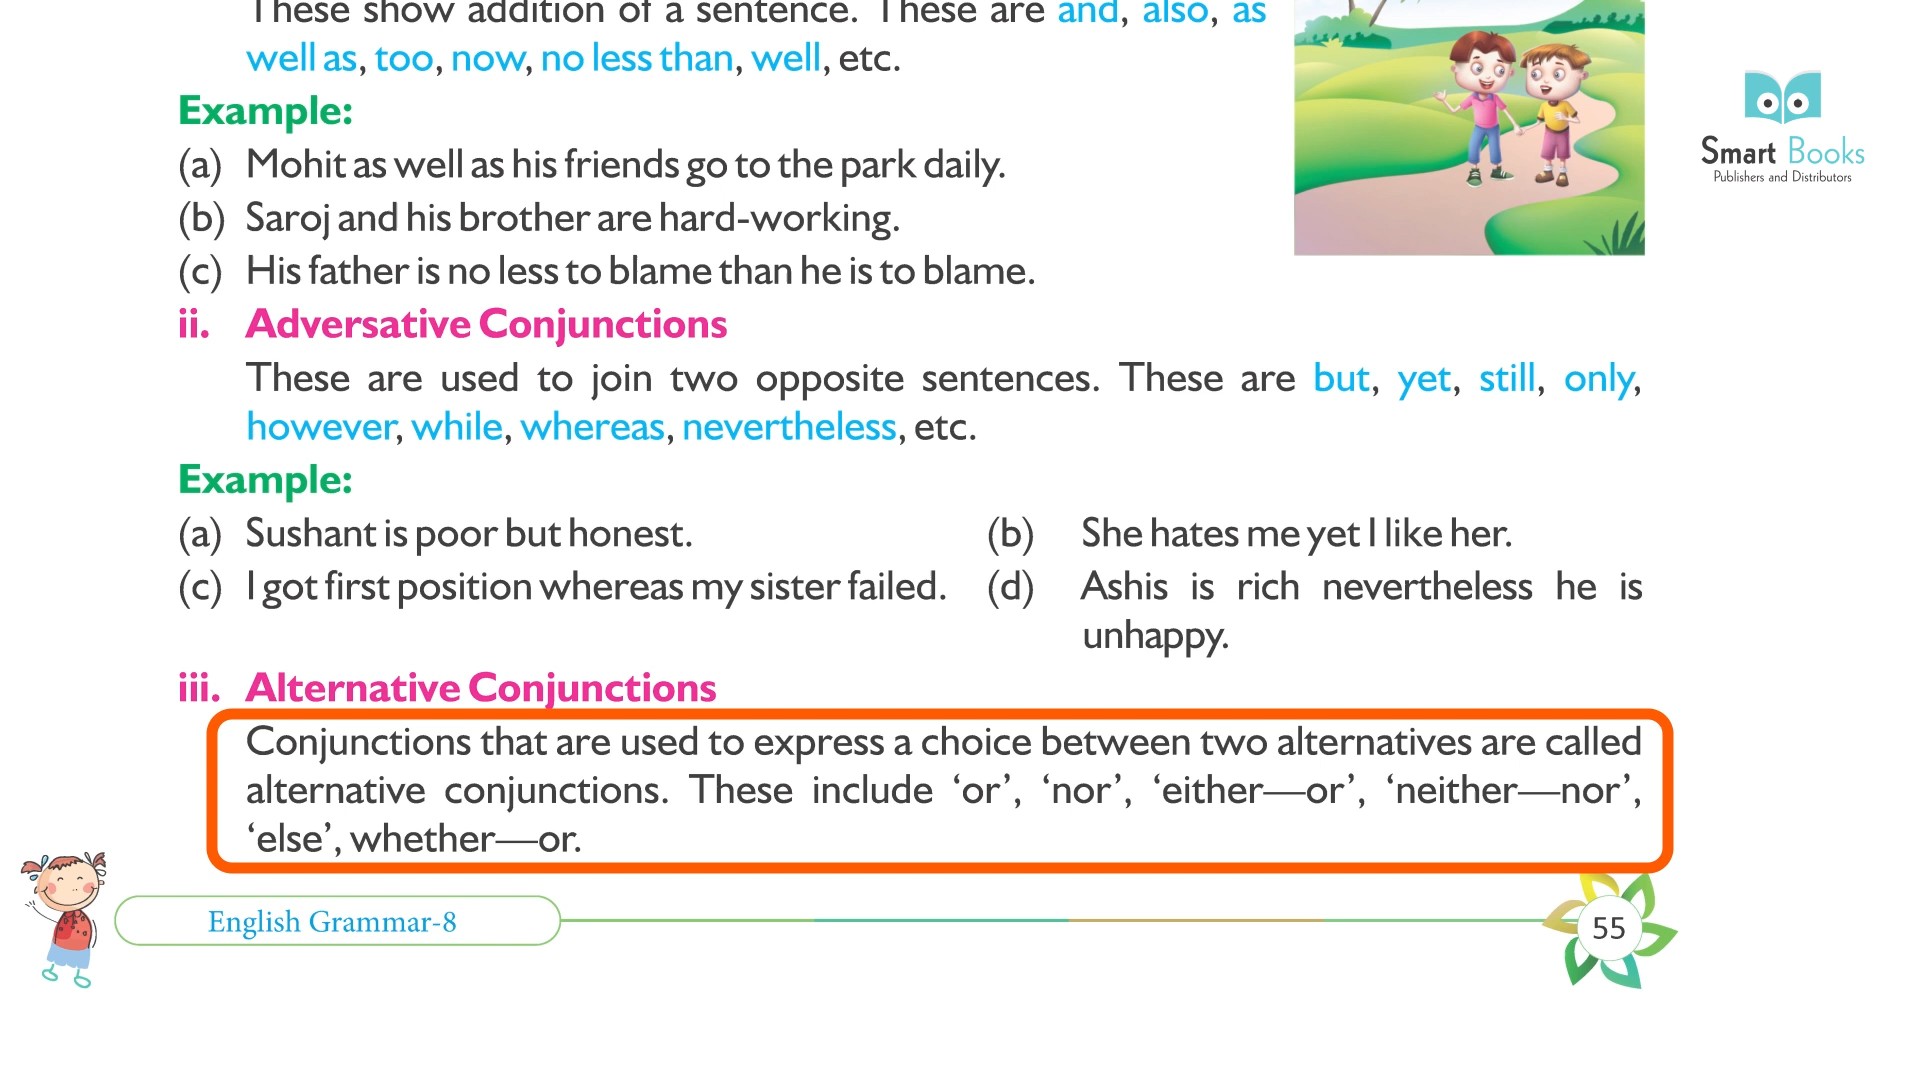 These show addition of a sentence. These are and, also, as
well as, too, now, no less than, well, etc.
Example:
(a) Mohit as well as his friends go to the park daily.
(b) Saroj and his brother are hard-working.
(c) His father is no less to blame than he is to blame.
ii. Adversative Conjunctions
These are used to join two opposite sentences. These are but, yet, still, only,
however, while, whereas, nevertheless, etc.
Example:
(a) Sushant is poor but honest. (b) She hates me yet I like her.
(c) I got first position whereas my sister failed. (d) Ashis is rich nevertheless he is
unhappy.
iii. Alternative Conjunctions
Conjunctions that are used to express a choice between two alternatives are called
alternative conjunctions. These include ‘or’, ‘nor’, ‘either—or’, ‘neither—nor’,
‘else’, whether—or.
English Grammar-8
55
Smart Books
Publishers and Distributors